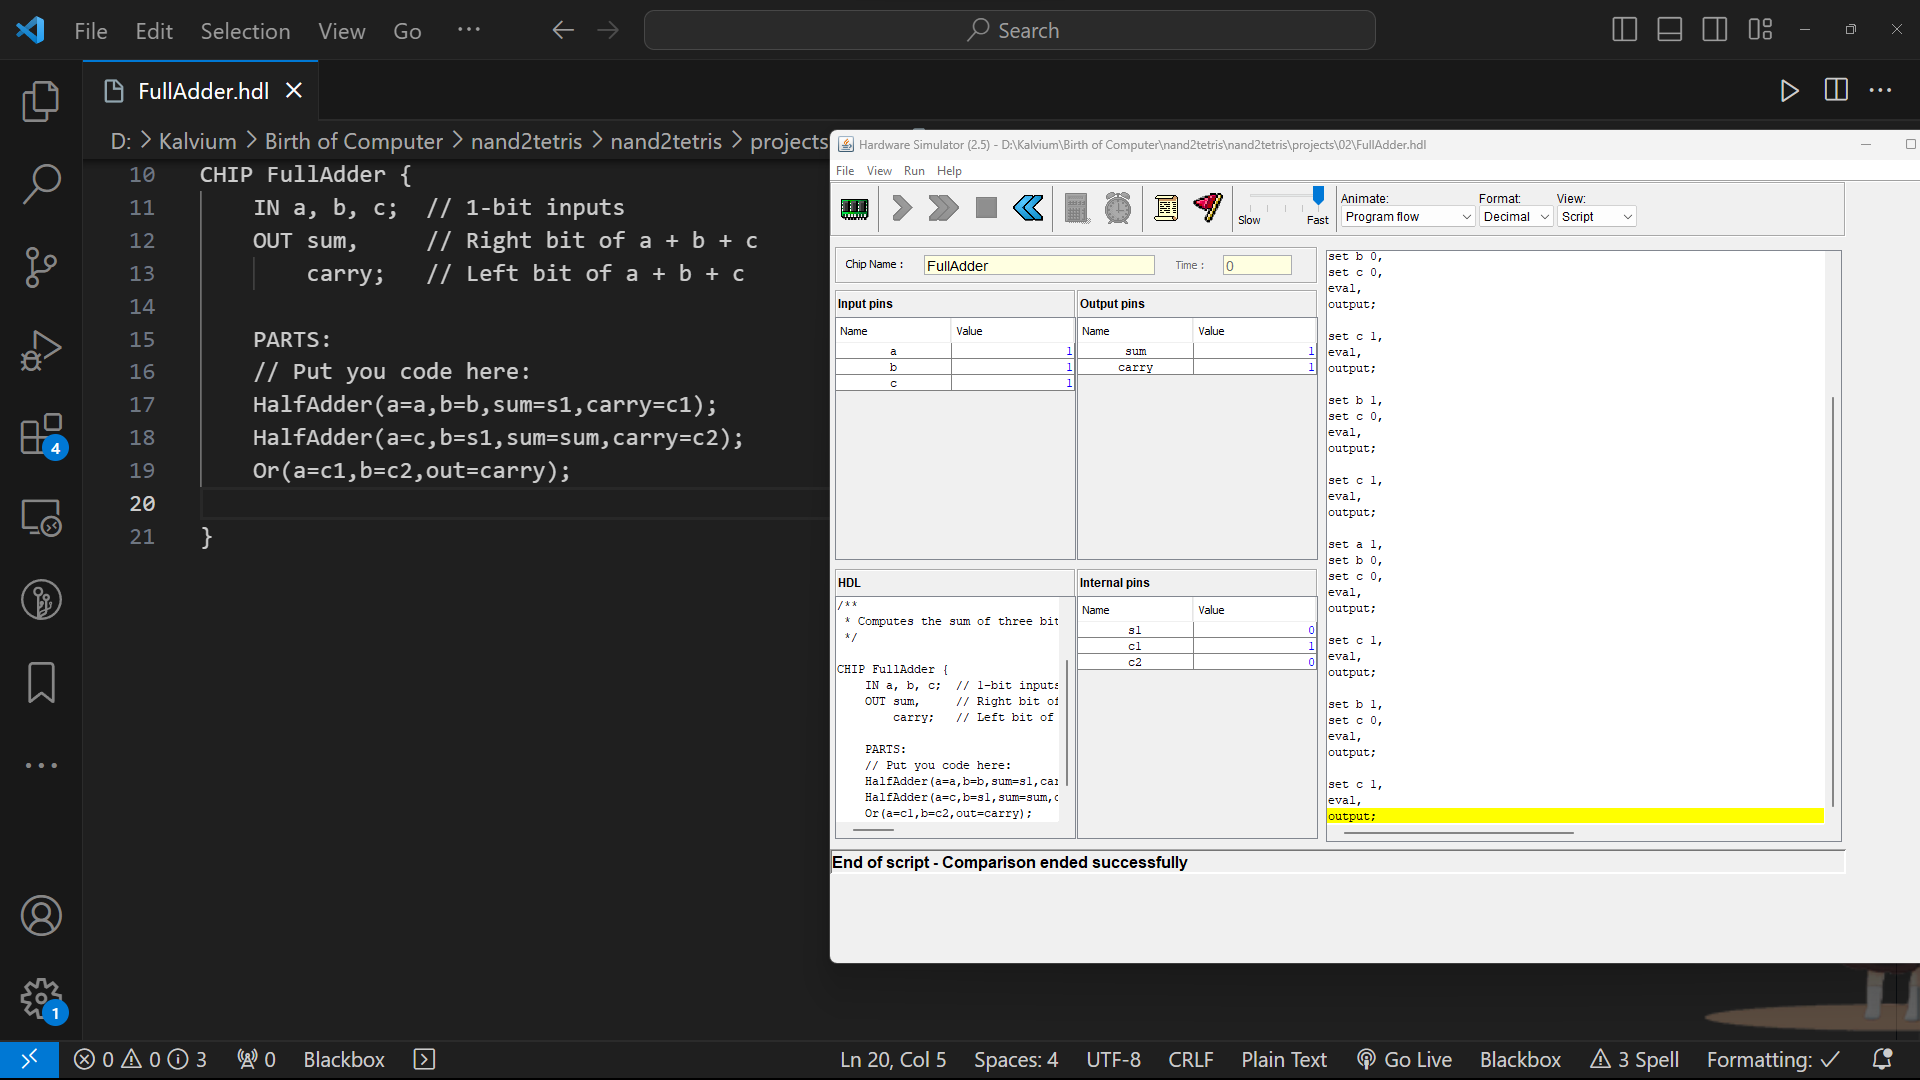 File Edit Selection View Go ···
Search
FullAdder.hdl
D: > Kalvium > Birth of Computer > nand2tetris > nand2tetris > projects
10 CHIP FullAdder {
11 IN a, b, c; // 1-bit inputs
12 OUT sum, // Right bit of a + b + c
13 carry; // Left bit of a + b + c
14
15 PARTS:
16 // Put you code here:
17 HalfAdder(a=a,b=b,sum=s1,carry=c1);
18 HalfAdder(a=c,b=s1,sum=sum,carry=c2);
19 Or(a=c1,b=c2,out=carry);
20
21 }
4
1
Hardware Simulator (2.5) - D:\Kalvium\Birth of Computer\nand2tetris\nand2tetris\projects\02\FullAdder.hdl
File View Run Help
Slow Fast
Animate: Format: View:
Program flow Decimal Script
Chip Name : FullAdder Time : 0
Input pins
Name Value
a 1
b 1
c 1
Output pins
Name Value
sum 1
carry 1
HDL
/**
* Computes the sum of three bit
*/
CHIP FullAdder {
IN a, b, c; // 1-bit inputs
OUT sum, // Right bit of
carry; // Left bit of
PARTS:
// Put you code here:
HalfAdder(a=a,b=b,sum=s1,car
HalfAdder(a=c,b=s1,sum=sum,c
Or(a=c1,b=c2,out=carry);
Internal pins
Name Value
s1 0
c1 1
c2 0
set b 0,
set c 0,
eval,
output;
set c 1,
eval,
output;
set b 1,
set c 0,
eval,
output;
set c 1,
eval,
output;
set a 1,
set b 0,
set c 0,
eval,
output;
set c 1,
eval,
output;
set b 1,
set c 0,
eval,
output;
set c 1,
eval,
output;
End of script - Comparison ended successfully
0 0 3 0 Blackbox Ln 20, Col 5 Spaces: 4 UTF-8 CRLF Plain Text Go Live Blackbox 3 Spell Formatting: ✓